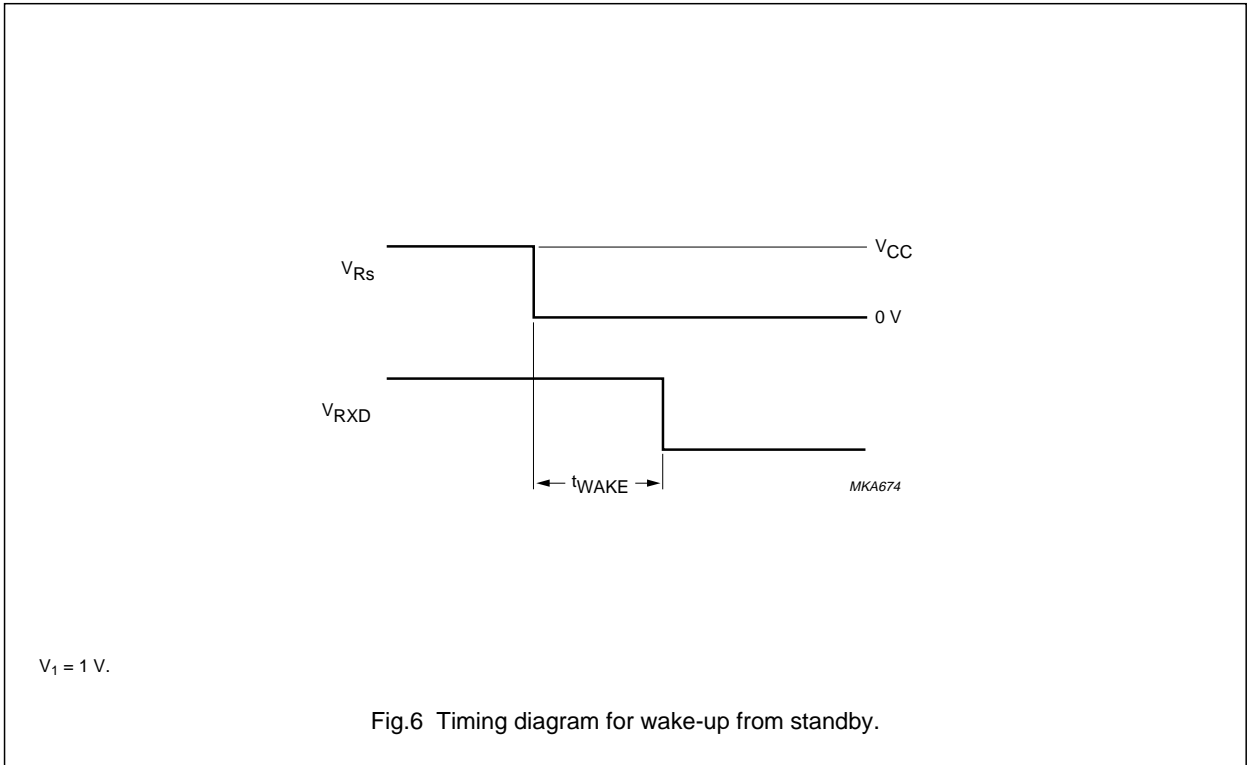 V_CC
V_Rs
0 V
V_RXD
t_WAKE
MKA674
V_1 = 1 V.
Fig.6 Timing diagram for wake-up from standby.